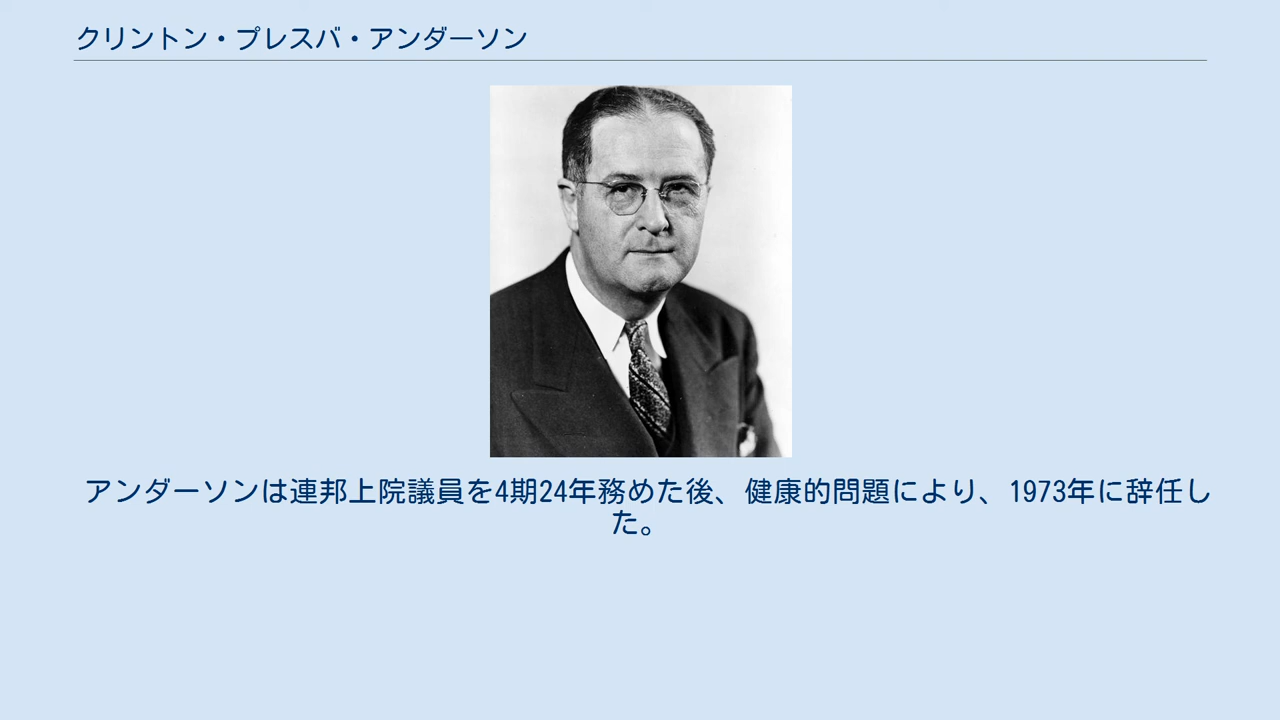 クリントン・プレスバ・アンダーソン
アンダーソンは連邦上院議員を4期24年務めた後、健康的問題により、1973年に辞任し
た。